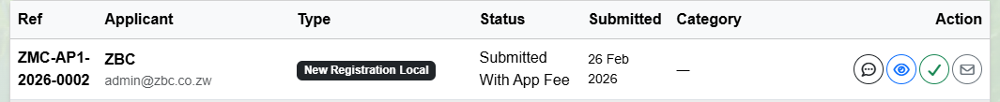 Ref Applicant Type Status Submitted Category Action
ZMC-AP1-
2026-0002
ZBC
admin@zbc.co.zw
New Registration Local
Submitted
With App Fee
26 Feb
2026
—